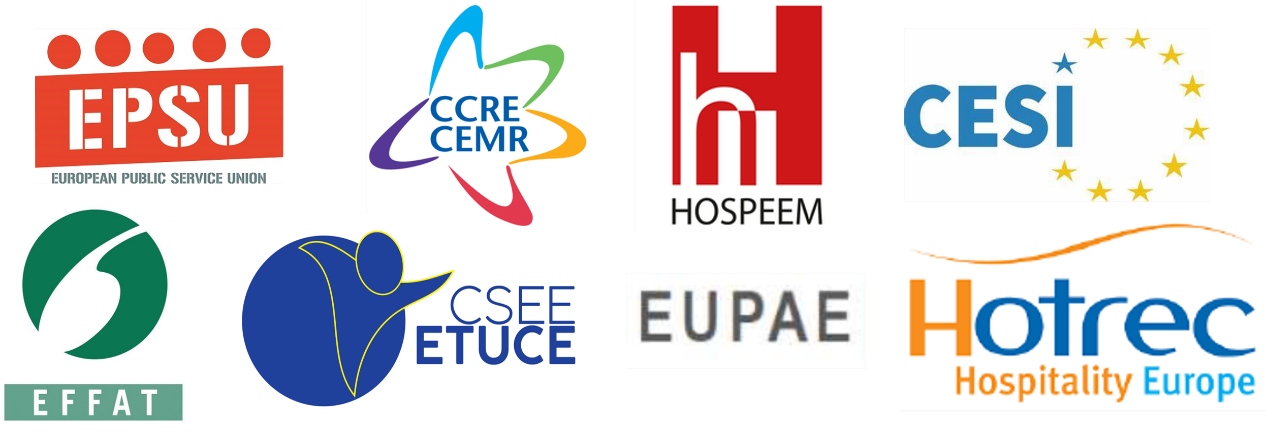 EPSU
EUROPEAN PUBLIC SERVICE UNION
CCRE
CEMR
HOSPEEM
CESI
EFFAT
CSEE
ETUCE
EUPAE
Hotrec
Hospitality Europe